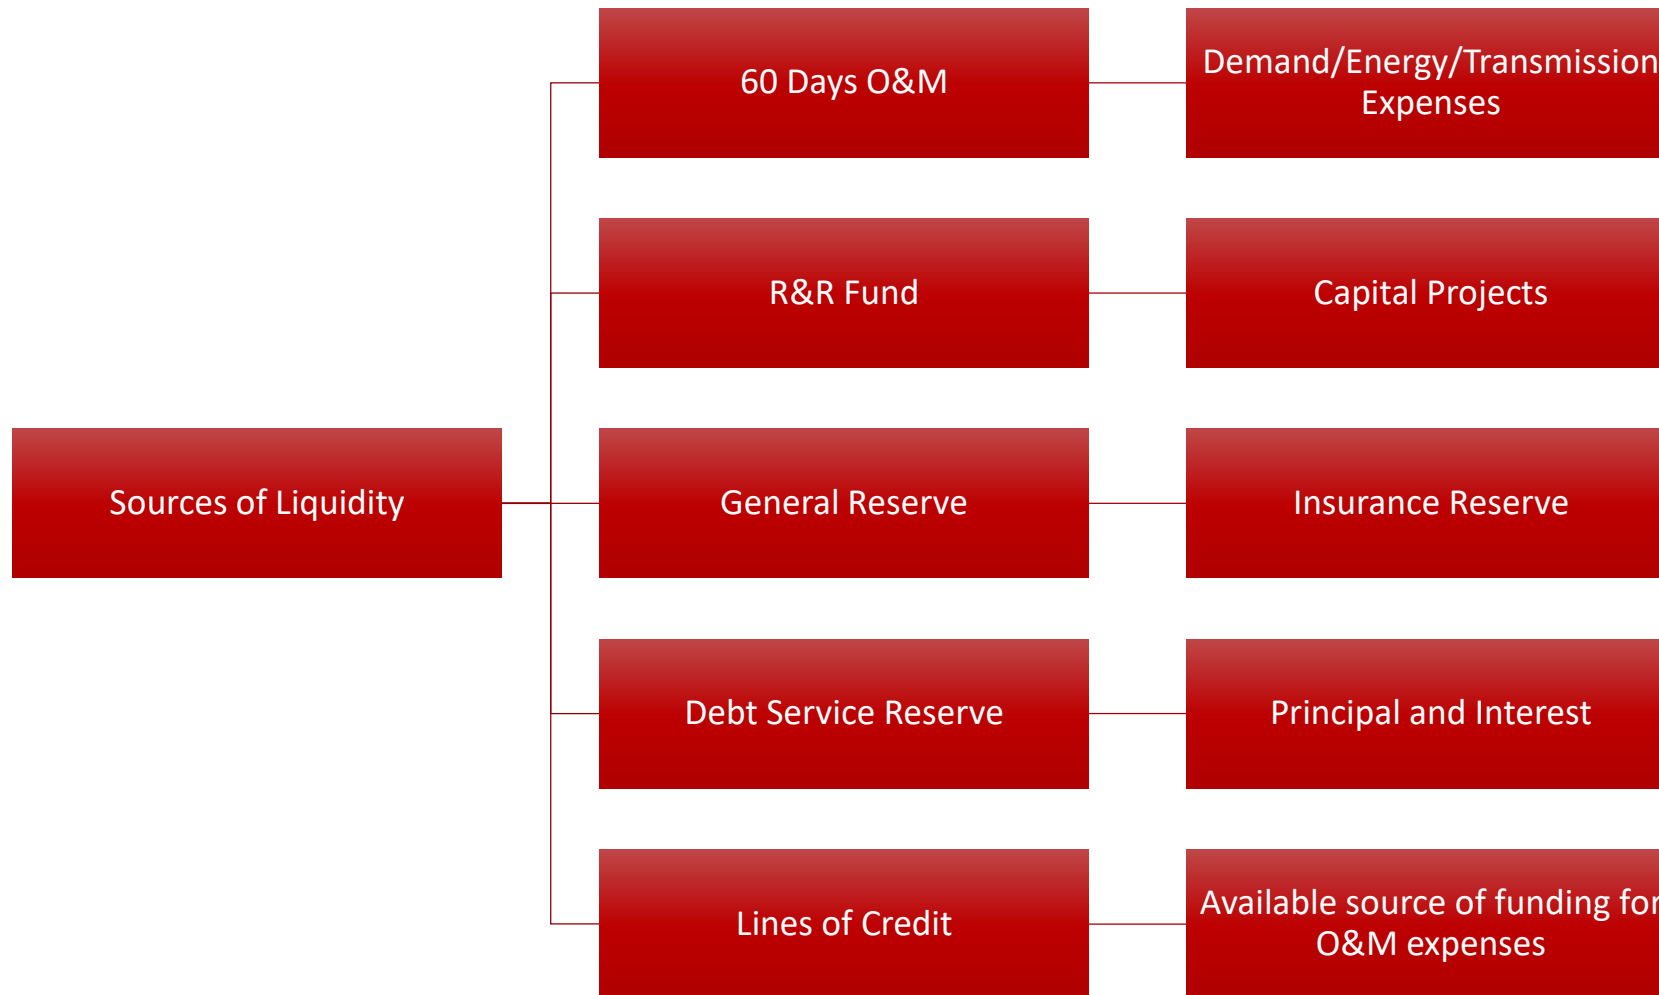 Sources of Liquidity
60 Days O&M
Demand/Energy/Transmission
Expenses
R&R Fund
Capital Projects
General Reserve
Insurance Reserve
Debt Service Reserve
Principal and Interest
Lines of Credit
Available source of funding for
O&M expenses